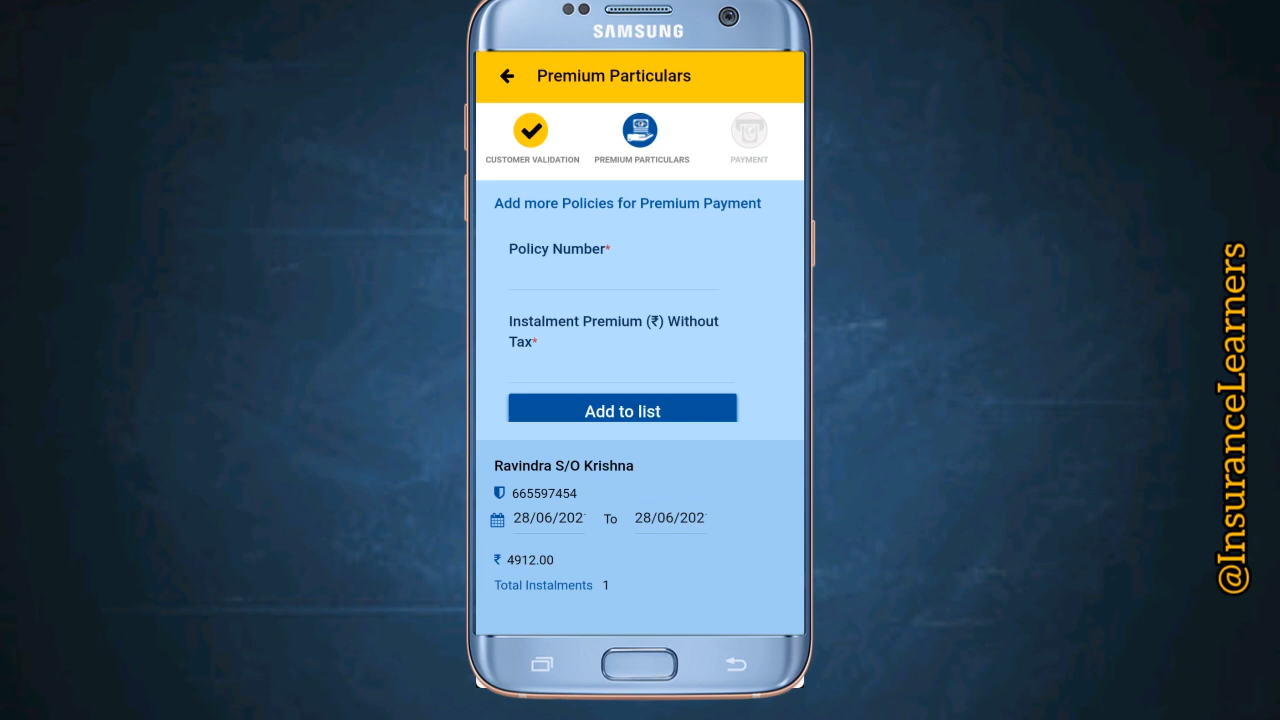 SAMSUNG
Premium Particulars
CUSTOMER VALIDATION PREMIUM PARTICULARS PAYMENT
Add more Policies for Premium Payment
Policy Number*
Instalment Premium (₹) Without
Tax*
Add to list
Ravindra S/O Krishna
665597454
28/06/202 To 28/06/202
₹ 4912.00
Total Instalments 1
@InsuranceLearners